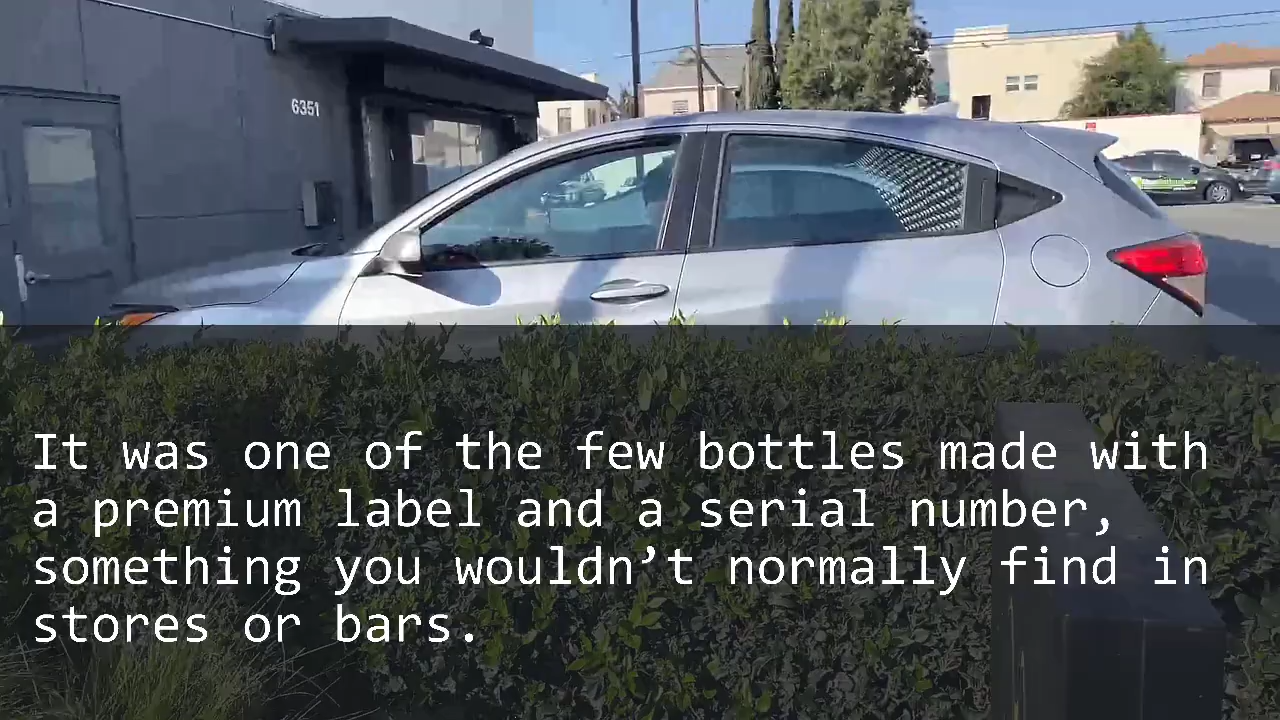 6351
It was one of the few bottles made with
a premium label and a serial number,
something you wouldn’t normally find in
stores or bars.